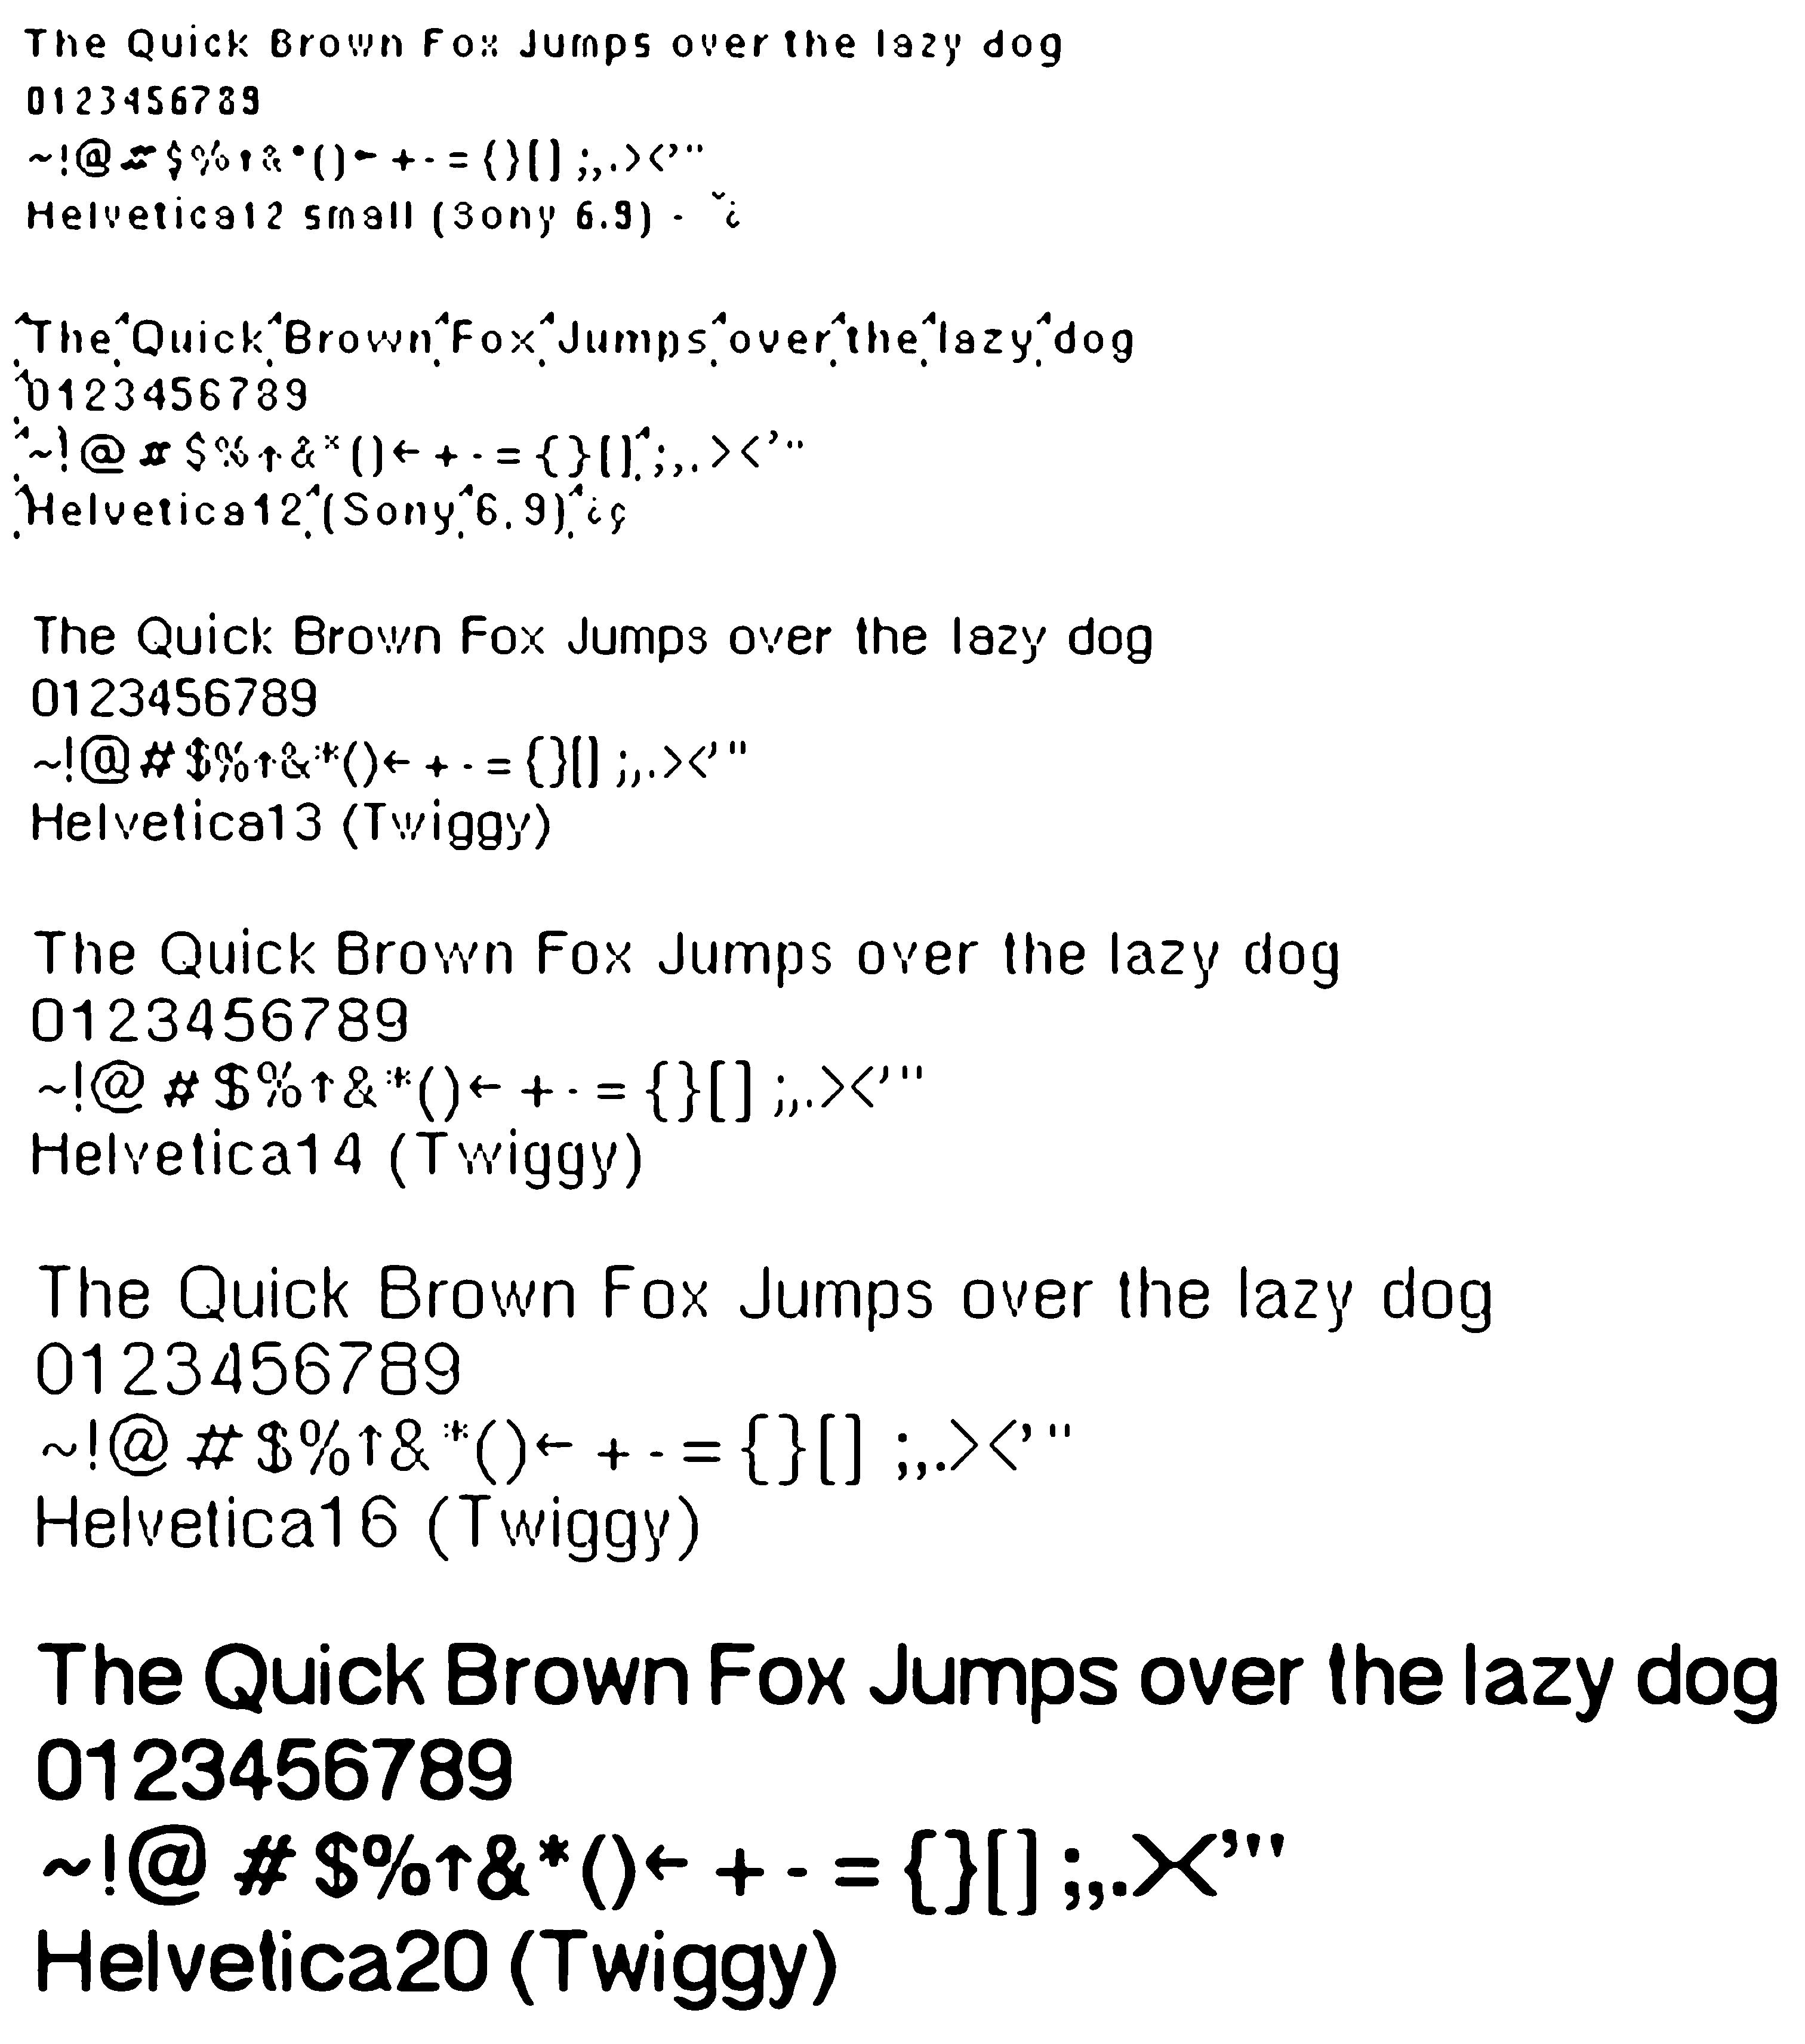 The Quick Brown Fox Jumps over the lazy dog
0123456789
~!@#$%↑&*()← + - = {}[] ;,.><'"
Helvetica12 small (Sony 6.9) - ˇ¿
The Quick Brown Fox Jumps over the lazy dog
0123456789
~!@#$%↑&*()← + - = {}[] ;,.><'"
Helvetica12 (Sony 6.9) ¿ç
The Quick Brown Fox Jumps over the lazy dog
0123456789
~!@#$%↑&*()← + - = {}[] ;,.><'"
Helvetica13 (Twiggy)
The Quick Brown Fox Jumps over the lazy dog
0123456789
~!@#$%↑&*()← + - = {}[] ;,.><'"
Helvetica14 (Twiggy)
The Quick Brown Fox Jumps over the lazy dog
0123456789
~!@#$%↑&*()← + - = {}[] ;,.><'"
Helvetica16 (Twiggy)
The Quick Brown Fox Jumps over the lazy dog
0123456789
~!@#$%↑&*()← + - = {}[] ;,.><'"
Helvetica20 (Twiggy)